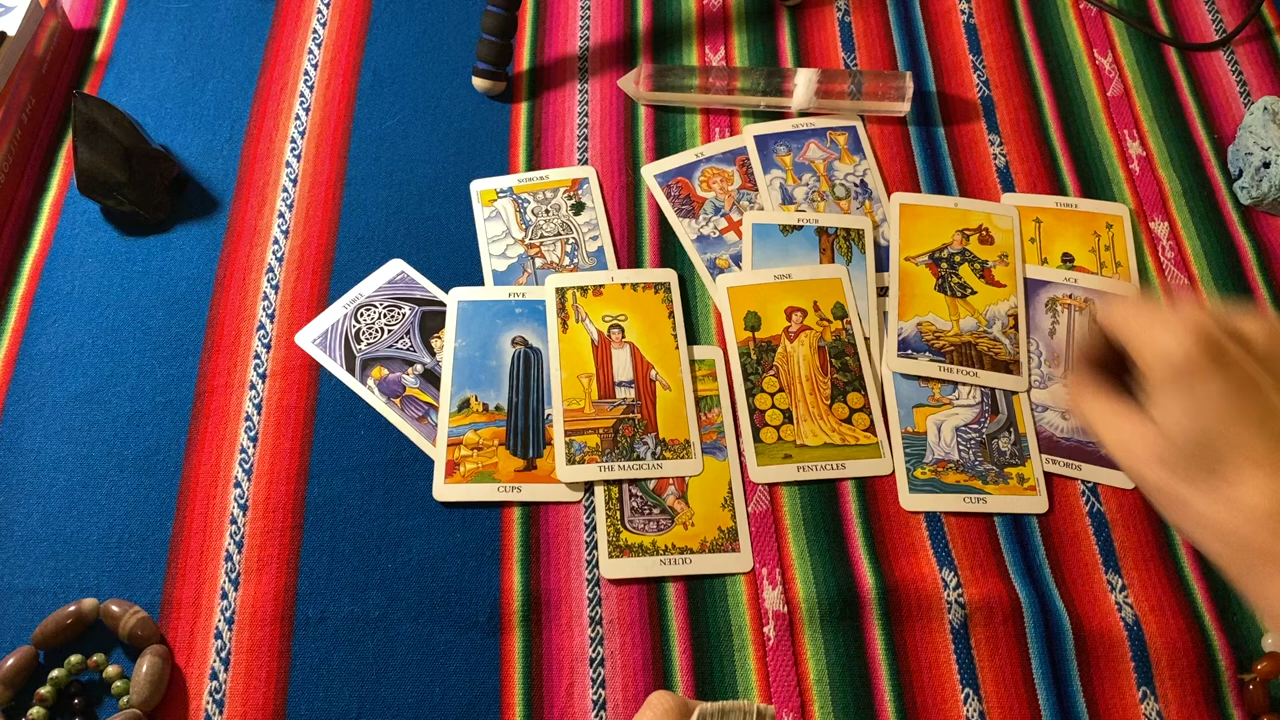 SWORDS
THREE
FIVE
CUPS
I
THE MAGICIAN
QUEEN
XX
SEVEN
FOUR
NINE
PENTACLES
0
THE FOOL
CUPS
THREE
ACE
SWORDS